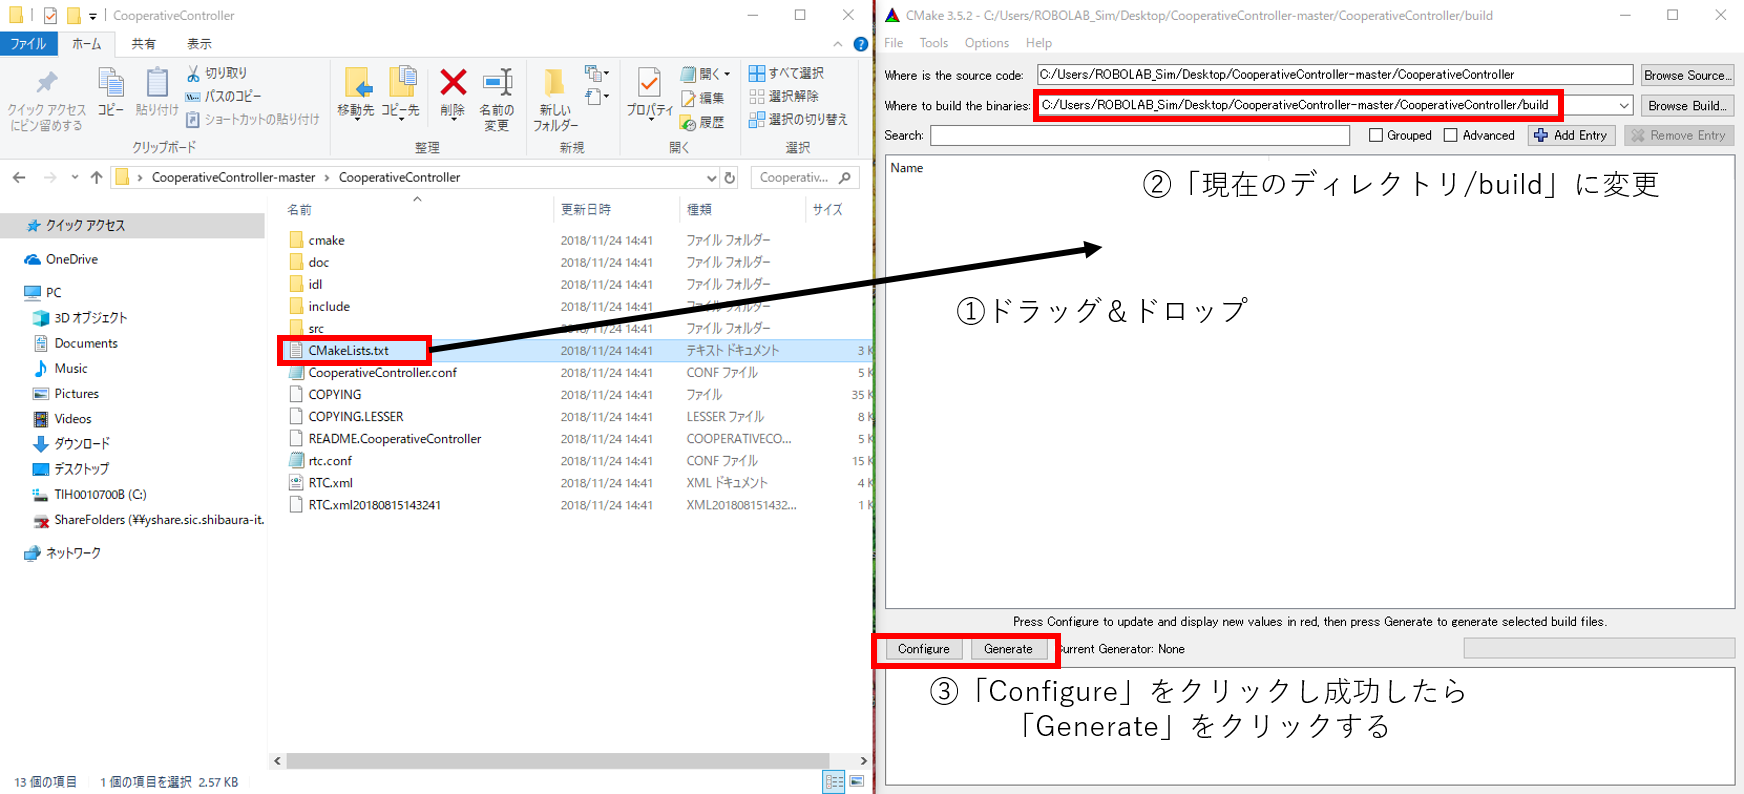 CooperativeController
ファイル ホーム 共有 表示
クイック アクセス
にピン留めする
コピー
貼り付け
切り取り
パスのコピー
ショートカットの貼り付け
クリップボード
移動先
コピー先
削除
名前の
変更
整理
新しい
フォルダー
新規
プロパティ
開く
編集
履歴
開く
すべて選択
選択解除
選択の切り替え
選択
CooperativeController-master › CooperativeController
Cooperativ...
クイック アクセス
OneDrive
PC
3D オブジェクト
Documents
Music
Pictures
Videos
ダウンロード
デスクトップ
TIH0010700B (C:)
ShareFolders (¥¥yshare.sic.shibaura-it.
ネットワーク
名前 更新日時 種類 サイズ
cmake 2018/11/24 14:41 ファイル フォルダー
doc 2018/11/24 14:41 ファイル フォルダー
idl 2018/11/24 14:41 ファイル フォルダー
include 2018/11/24 14:41 ファイル フォルダー
src 2018/11/24 14:41 ファイル フォルダー
CMakeLists.txt 2018/11/24 14:41 テキスト ドキュメント 3 K
CooperativeController.conf 2018/11/24 14:41 CONF ファイル 5 K
COPYING 2018/11/24 14:41 ファイル 35 K
COPYING.LESSER 2018/11/24 14:41 LESSER ファイル 8 K
README.CooperativeController 2018/11/24 14:41 COOPERATIVECO... 5 K
rtc.conf 2018/11/24 14:41 CONF ファイル 15 K
RTC.xml 2018/11/24 14:41 XML ドキュメント 4 K
RTC.xml20180815143241 2018/11/24 14:41 XML201808151432... 1 K
13 個の項目 1 個の項目を選択 2.57 KB
CMake 3.5.2 - C:/Users/ROBOLAB_Sim/Desktop/CooperativeController-master/CooperativeController/build
File Tools Options Help
Where is the source code: C:/Users/ROBOLAB_Sim/Desktop/CooperativeController-master/CooperativeController Browse Source...
Where to build the binaries: C:/Users/ROBOLAB_Sim/Desktop/CooperativeController-master/CooperativeController/build Browse Build...
Search: Grouped Advanced Add Entry Remove Entry
Name
②「現在のディレクトリ/build」に変更
①ドラッグ＆ドロップ
Press Configure to update and display new values in red, then press Generate to generate selected build files.
Configure Generate Current Generator: None
③「Configure」をクリックし成功したら
「Generate」をクリックする